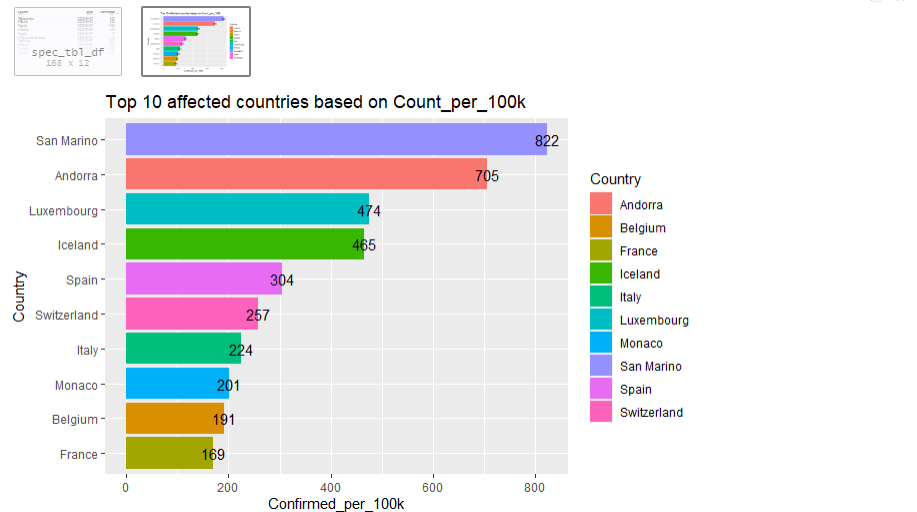 spec_tbl_df
168 x 12
Top 10 affected countries based on Count_per_100k
Country
San Marino
822
Andorra
705
Luxembourg
474
Iceland
465
Spain
304
Switzerland
257
Italy
224
Monaco
201
Belgium
191
France
169
0
200
400
600
800
Confirmed_per_100k
Country
Andorra
Belgium
France
Iceland
Italy
Luxembourg
Monaco
San Marino
Spain
Switzerland